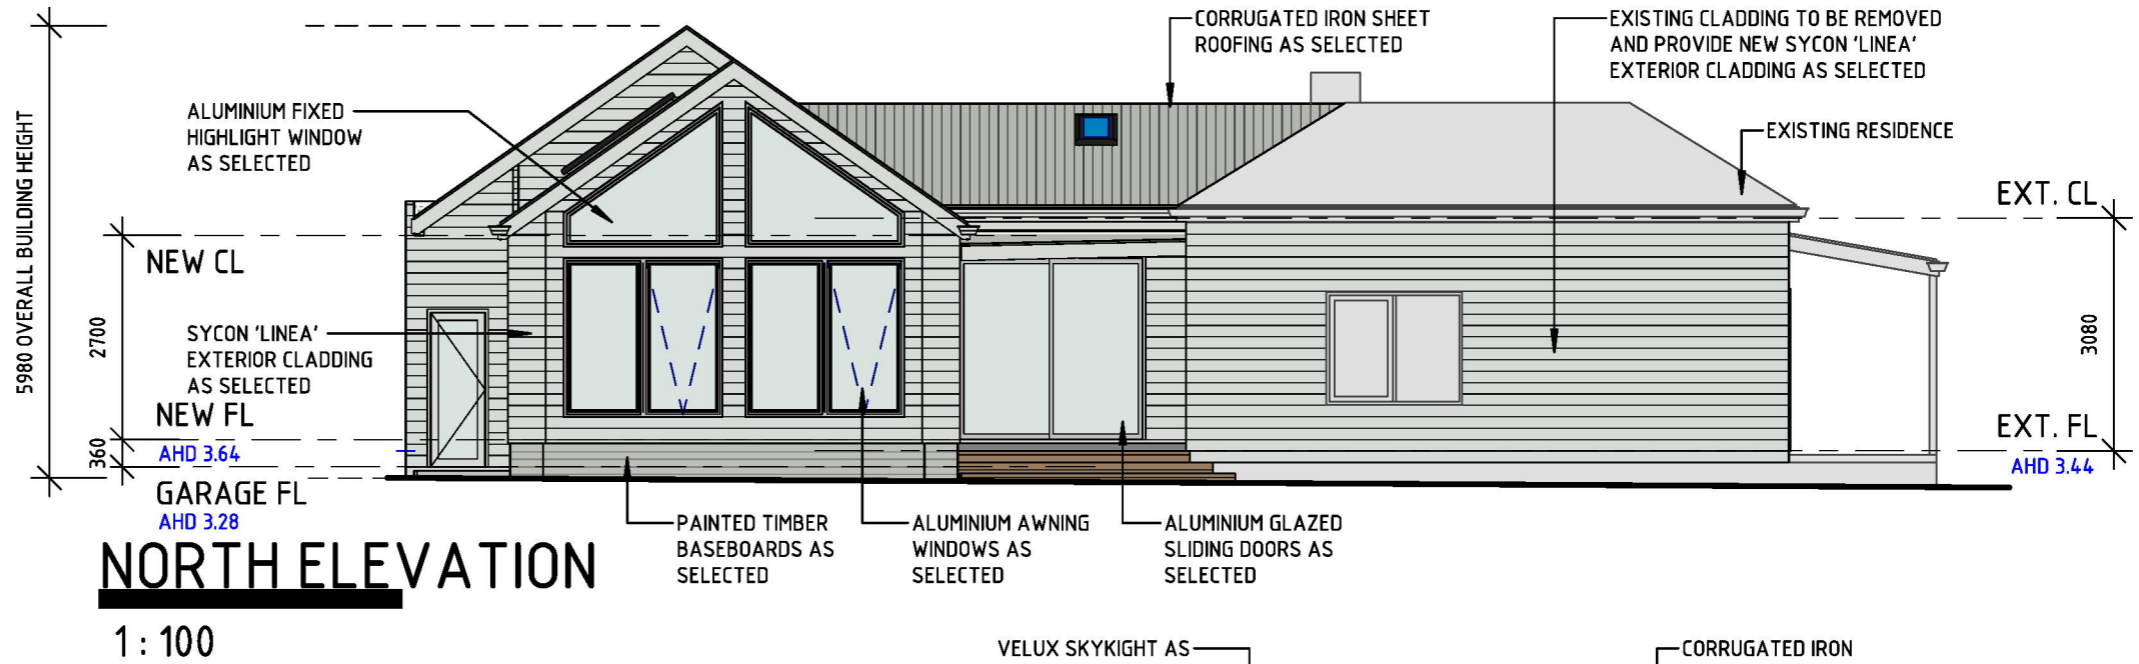 CORRUGATED IRON SHEET
ROOFING AS SELECTED
EXISTING CLADDING TO BE REMOVED
AND PROVIDE NEW SYCON 'LINEA'
EXTERIOR CLADDING AS SELECTED
ALUMINIUM FIXED
HIGHLIGHT WINDOW
AS SELECTED
EXISTING RESIDENCE
5980 OVERALL BUILDING HEIGHT
EXT. CL
NEW CL
2700
SYCON 'LINEA'
EXTERIOR CLADDING
AS SELECTED
3080
NEW FL
AHD 3.64
360
EXT. FL
AHD 3.44
GARAGE FL
AHD 3.28
PAINTED TIMBER
BASEBOARDS AS
SELECTED
ALUMINIUM AWNING
WINDOWS AS
SELECTED
ALUMINIUM GLAZED
SLIDING DOORS AS
SELECTED
NORTH ELEVATION
1 : 100
VELUX SKYKIGHT AS
CORRUGATED IRON